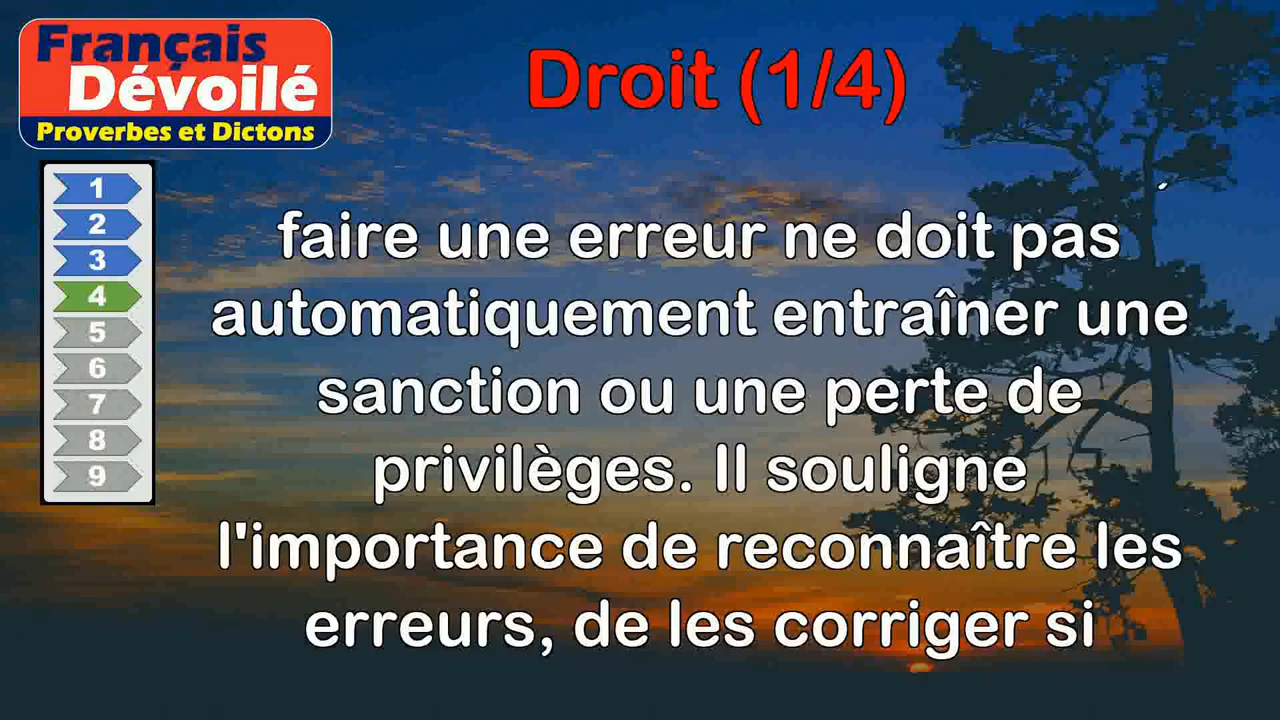 Français
Dévoilé
Proverbes et Dictons
Droit (1/4)
1
2
3
4
5
6
7
8
9
faire une erreur ne doit pas
automatiquement entraîner une
sanction ou une perte de
privilèges. Il souligne
l'importance de reconnaître les
erreurs, de les corriger si